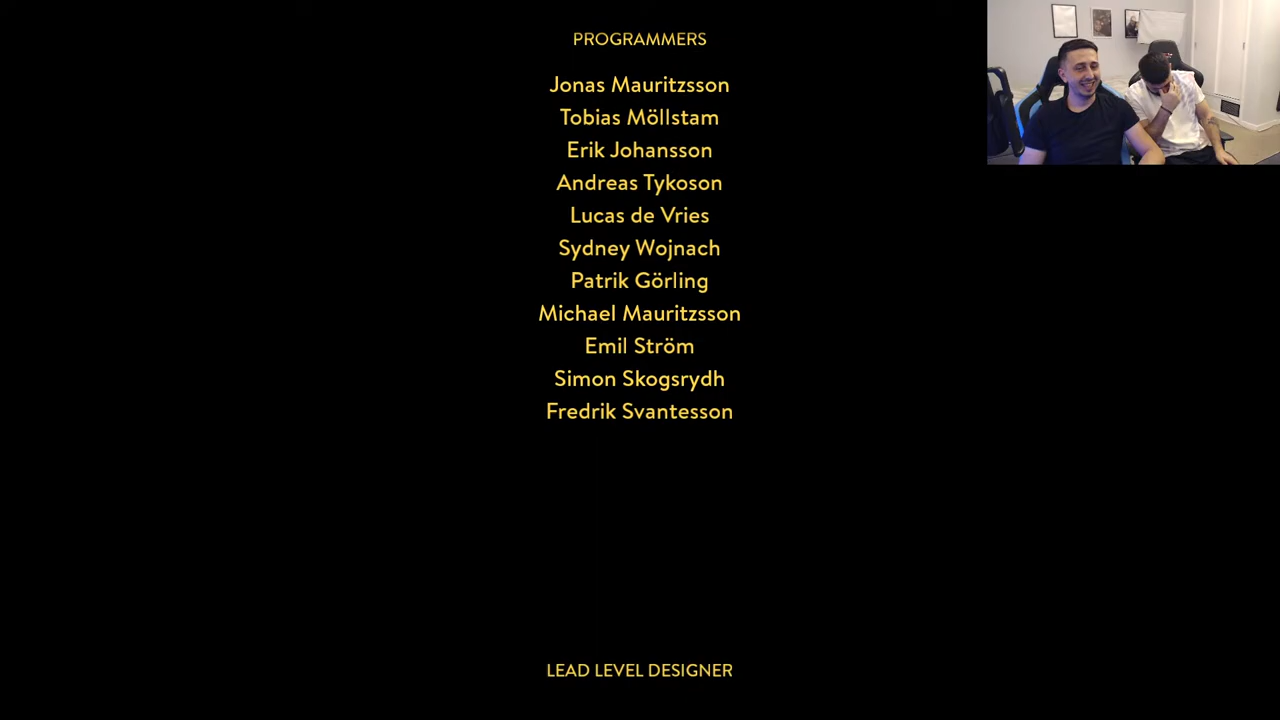 PROGRAMMERS
Jonas Mauritzsson
Tobias Möllstam
Erik Johansson
Andreas Tykoson
Lucas de Vries
Sydney Wojnach
Patrik Görling
Michael Mauritzsson
Emil Ström
Simon Skogsrydh
Fredrik Svantesson
LEAD LEVEL DESIGNER